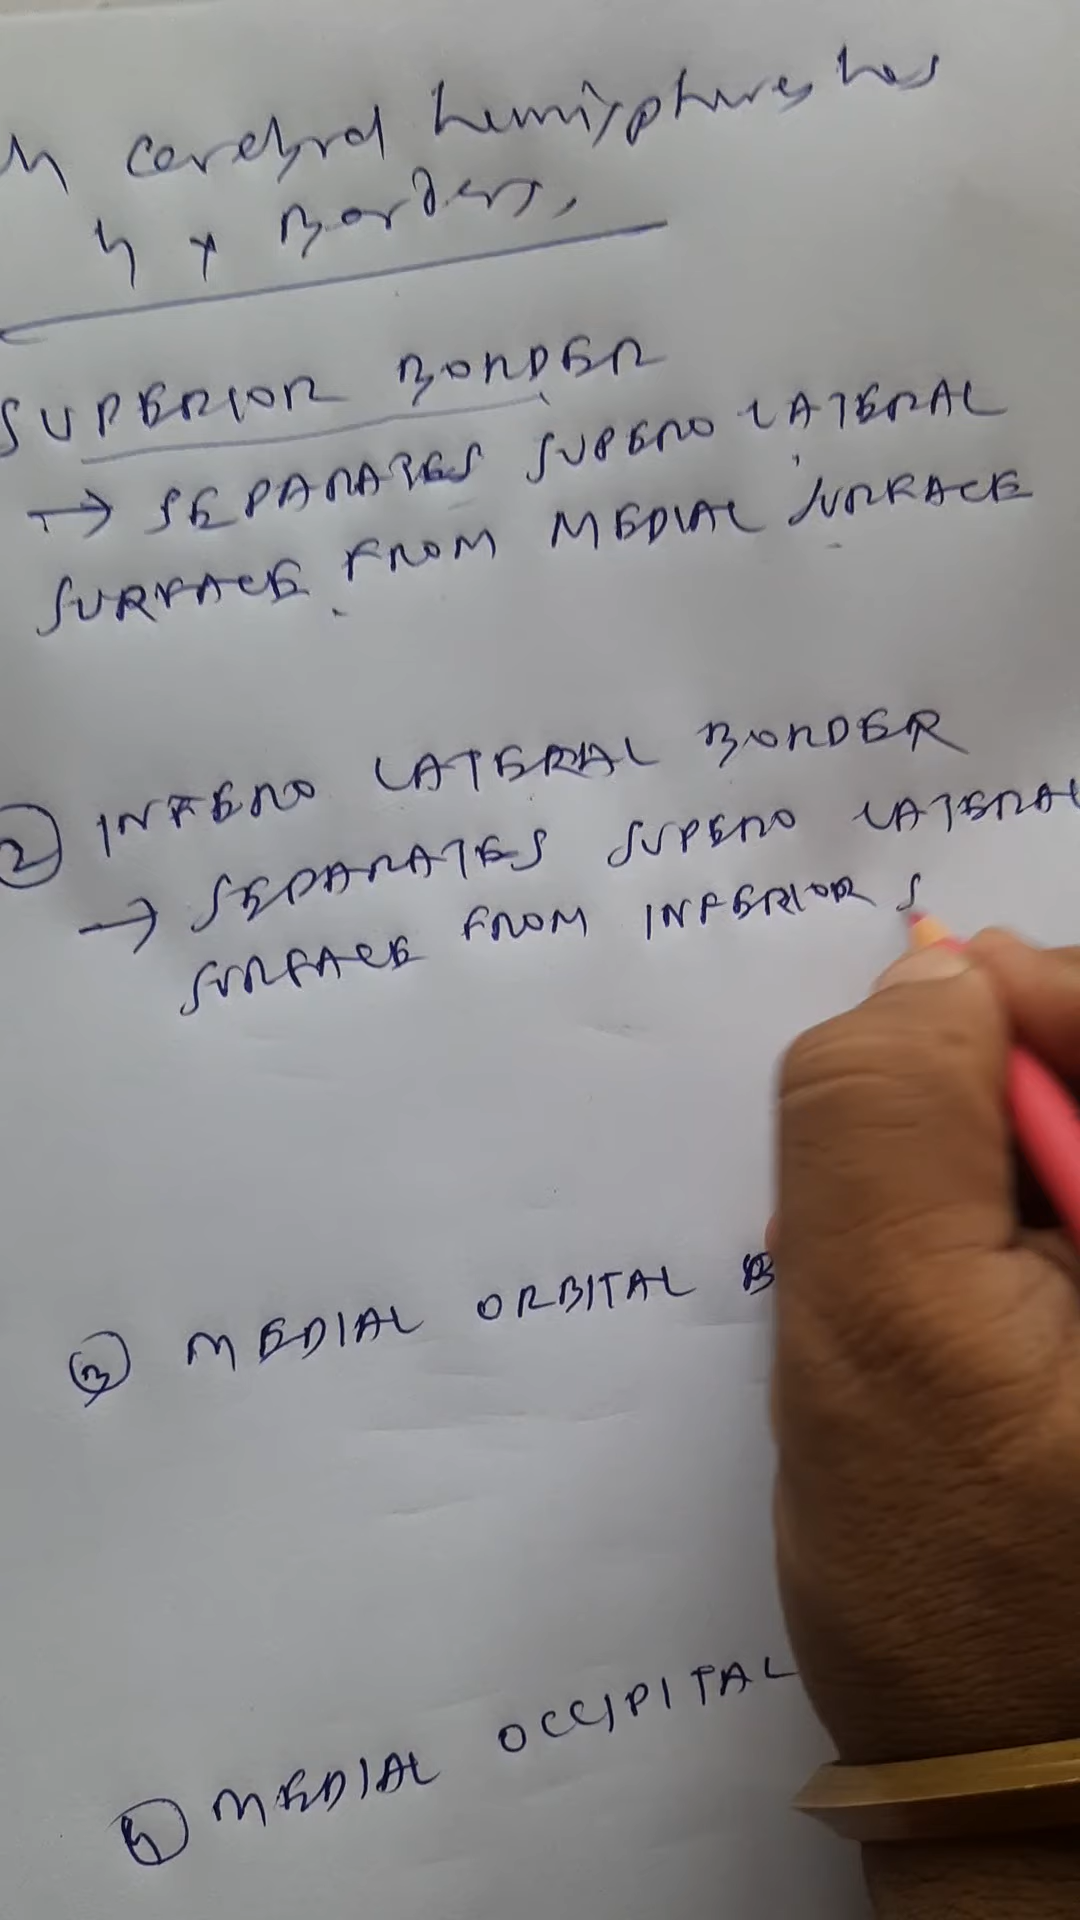 h cerebral hemispheres has
4 x Borders,
SUPERIOR BORDER
→ SEPARATES SUPERO LATERAL
SURFACE FROM MEDIAL SURFACE
2 INFERO LATERAL BORDER
→ SEPARATES SUPERO LATERAL
SURFACE FROM INFERIOR S
3 MEDIAL ORBITAL B
4 MEDIAL OCCIPITAL